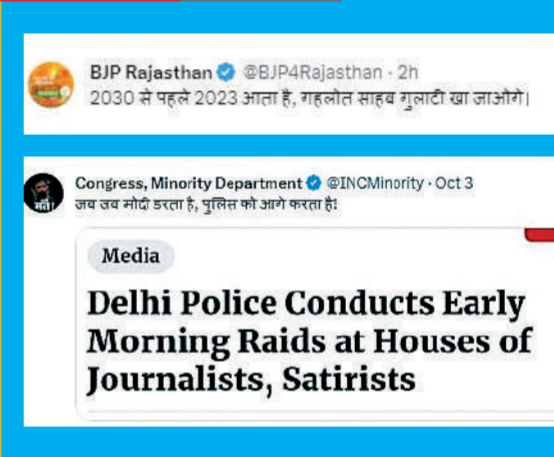 BJP Rajasthan @BJP4Rajasthan · 2h
2030 से पहले 2023 आता है, गहलोत साहब गुलाटी खा जाओगे।
Congress, Minority Department @INCMinority · Oct 3
जब जब मोदी डरता है, पुलिस को आगे करता है!
Media
Delhi Police Conducts Early
Morning Raids at Houses of
Journalists, Satirists